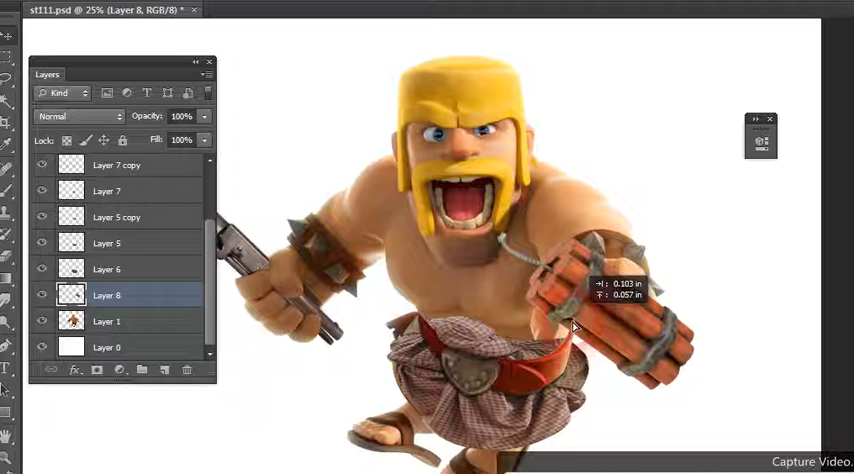 st111.psd @ 25% (Layer 8, RGB/8) * ×
Layers
Kind
Normal
Opacity: 100%
Lock:
Fill: 100%
Layer 7 copy
Layer 7
Layer 5 copy
Layer 5
Layer 6
Layer 8
Layer 1
Layer 0
fx
: 0.103 in
: 0.057 in
Capture Video.